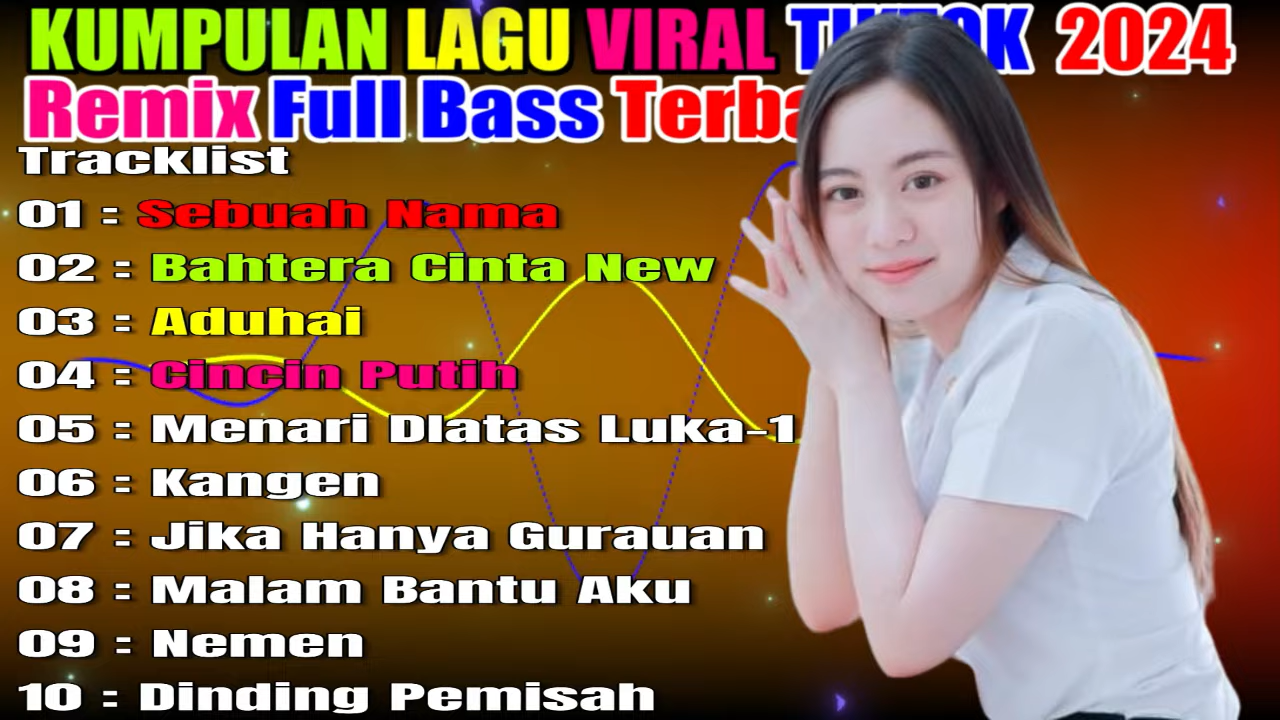 KUMPULAN LAGU VIRAL TIKTOK 2024
Remix Full Bass
Tracklist
01 : Sebuah Nama
02 : Bahtera Cinta New
03 : Aduhai
04 : Cincin Putih
05 : Menari DIatas Luka-1
06 : Kangen
07 : Jika Hanya Gurauan
08 : Malam Bantu Aku
09 : Nemen
10 : Dinding Pemisah